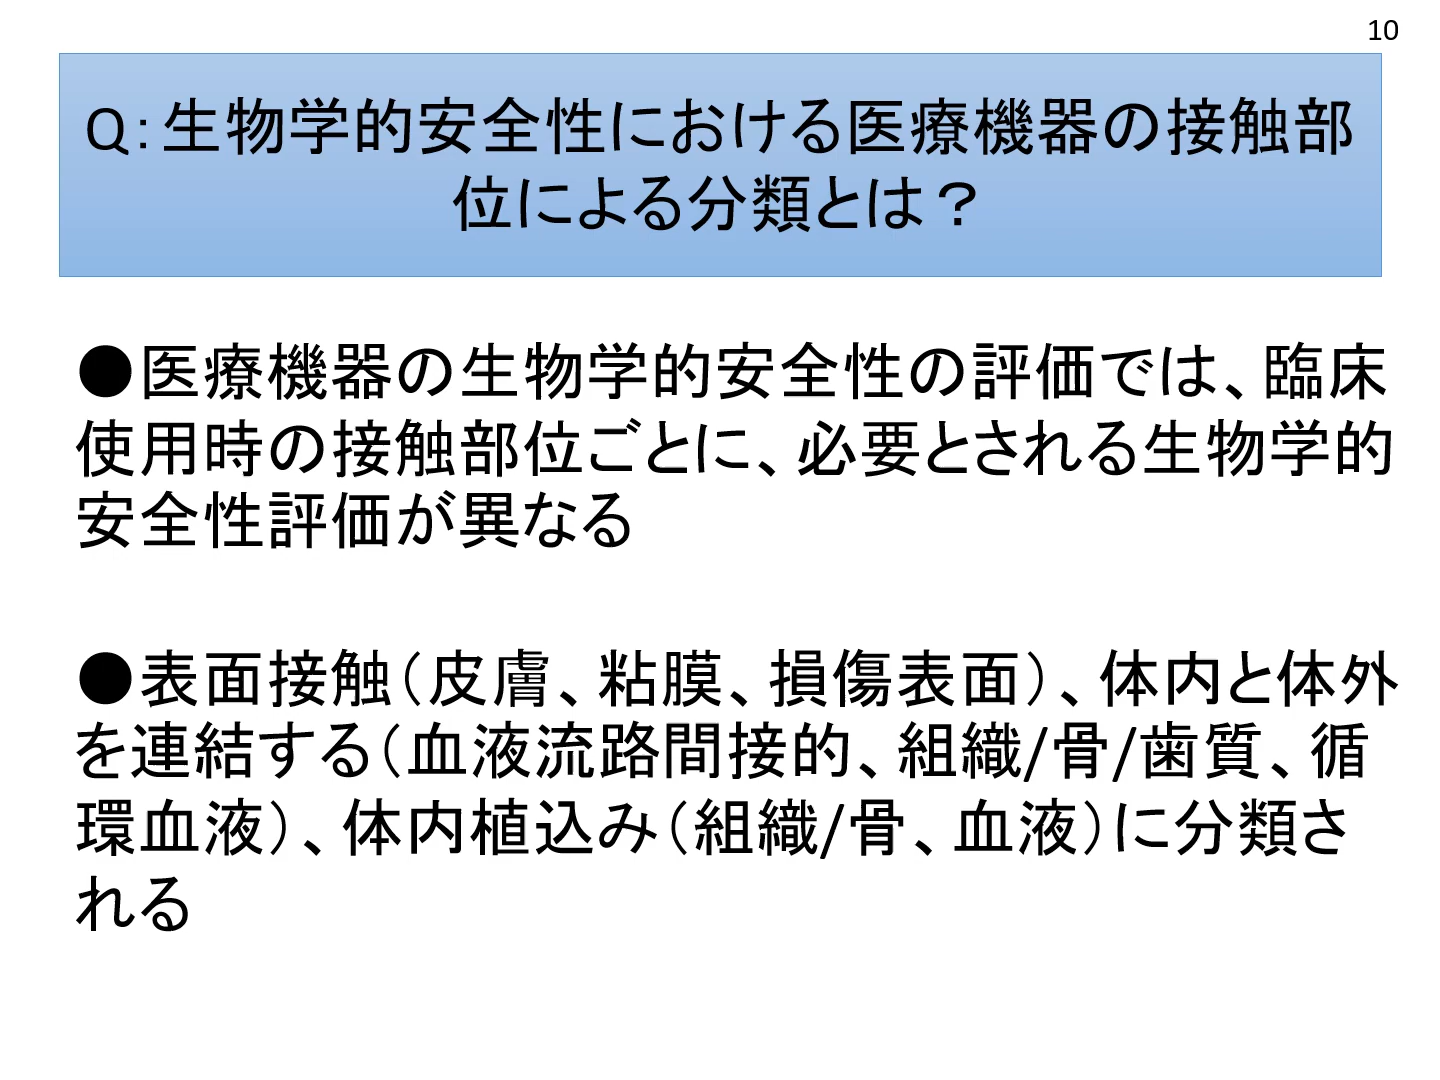 10
Q：生物学的安全性における医療機器の接触部
位による分類とは？
●医療機器の生物学的安全性の評価では、臨床
使用時の接触部位ごとに、必要とされる生物学的
安全性評価が異なる
●表面接触（皮膚、粘膜、損傷表面）、体内と体外
を連結する（血液流路間接的、組織/骨/歯質、循
環血液）、体内植込み（組織/骨、血液）に分類さ
れる